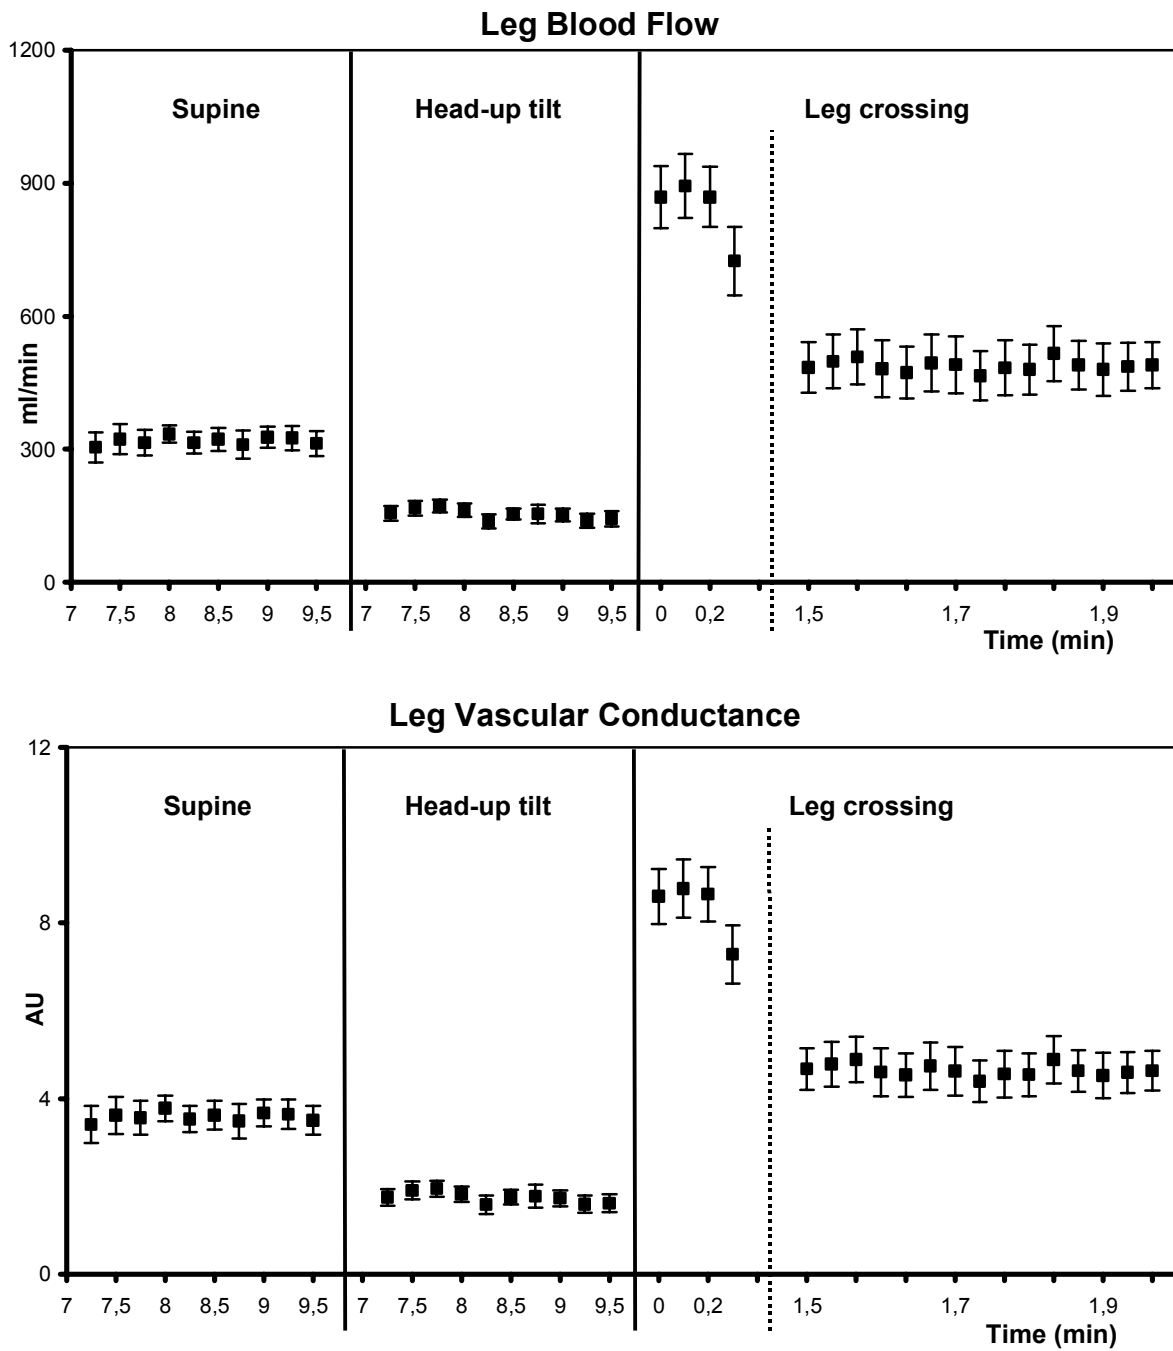 Leg Blood Flow
1200
Supine Head-up tilt Leg crossing
900
600
ml/min
300
0
7 7,5 8 8,5 9 9,5 7 7,5 8 8,5 9 9,5 0 0,2 1,5 1,7 1,9
Time (min)
Leg Vascular Conductance
12
Supine Head-up tilt Leg crossing
8
AU
4
0
7 7,5 8 8,5 9 9,5 7 7,5 8 8,5 9 9,5 0 0,2 1,5 1,7 1,9
Time (min)